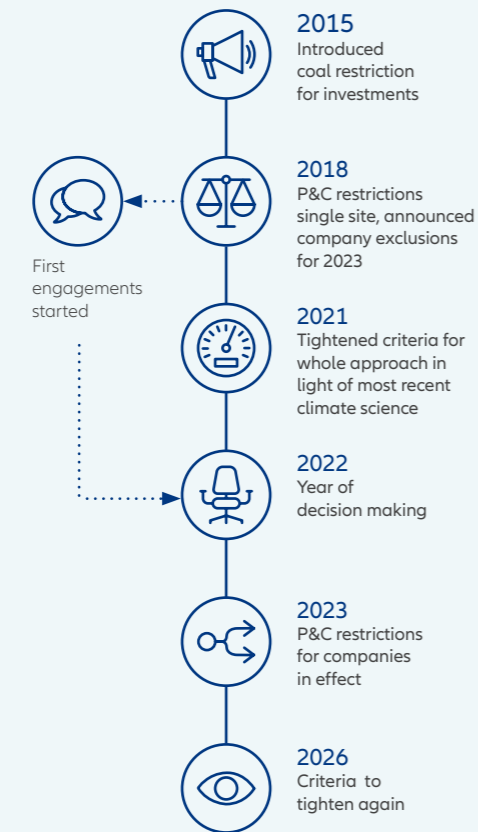 2015
Introduced
coal restriction
for investments
2018
P&C restrictions
single site, announced
company exclusions
for 2023
First
engagements
started
2021
Tightened criteria for
whole approach in
light of most recent
climate science
2022
Year of
decision making
2023
P&C restrictions
for companies
in effect
2026
Criteria to
tighten again